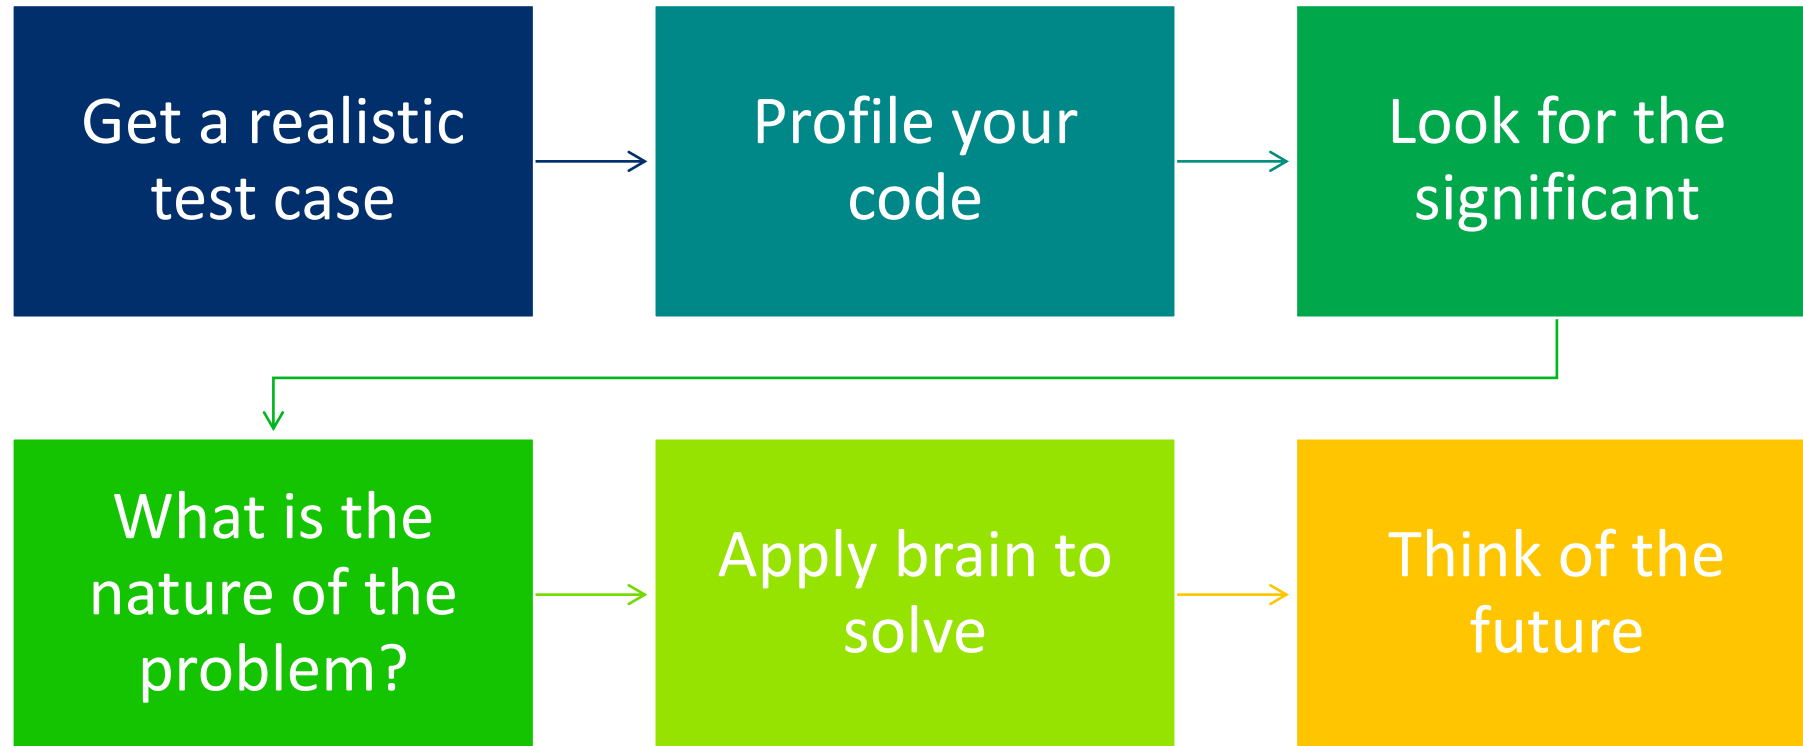 Get a realistic
test case
Profile your
code
Look for the
significant
What is the
nature of the
problem?
Apply brain to
solve
Think of the
future